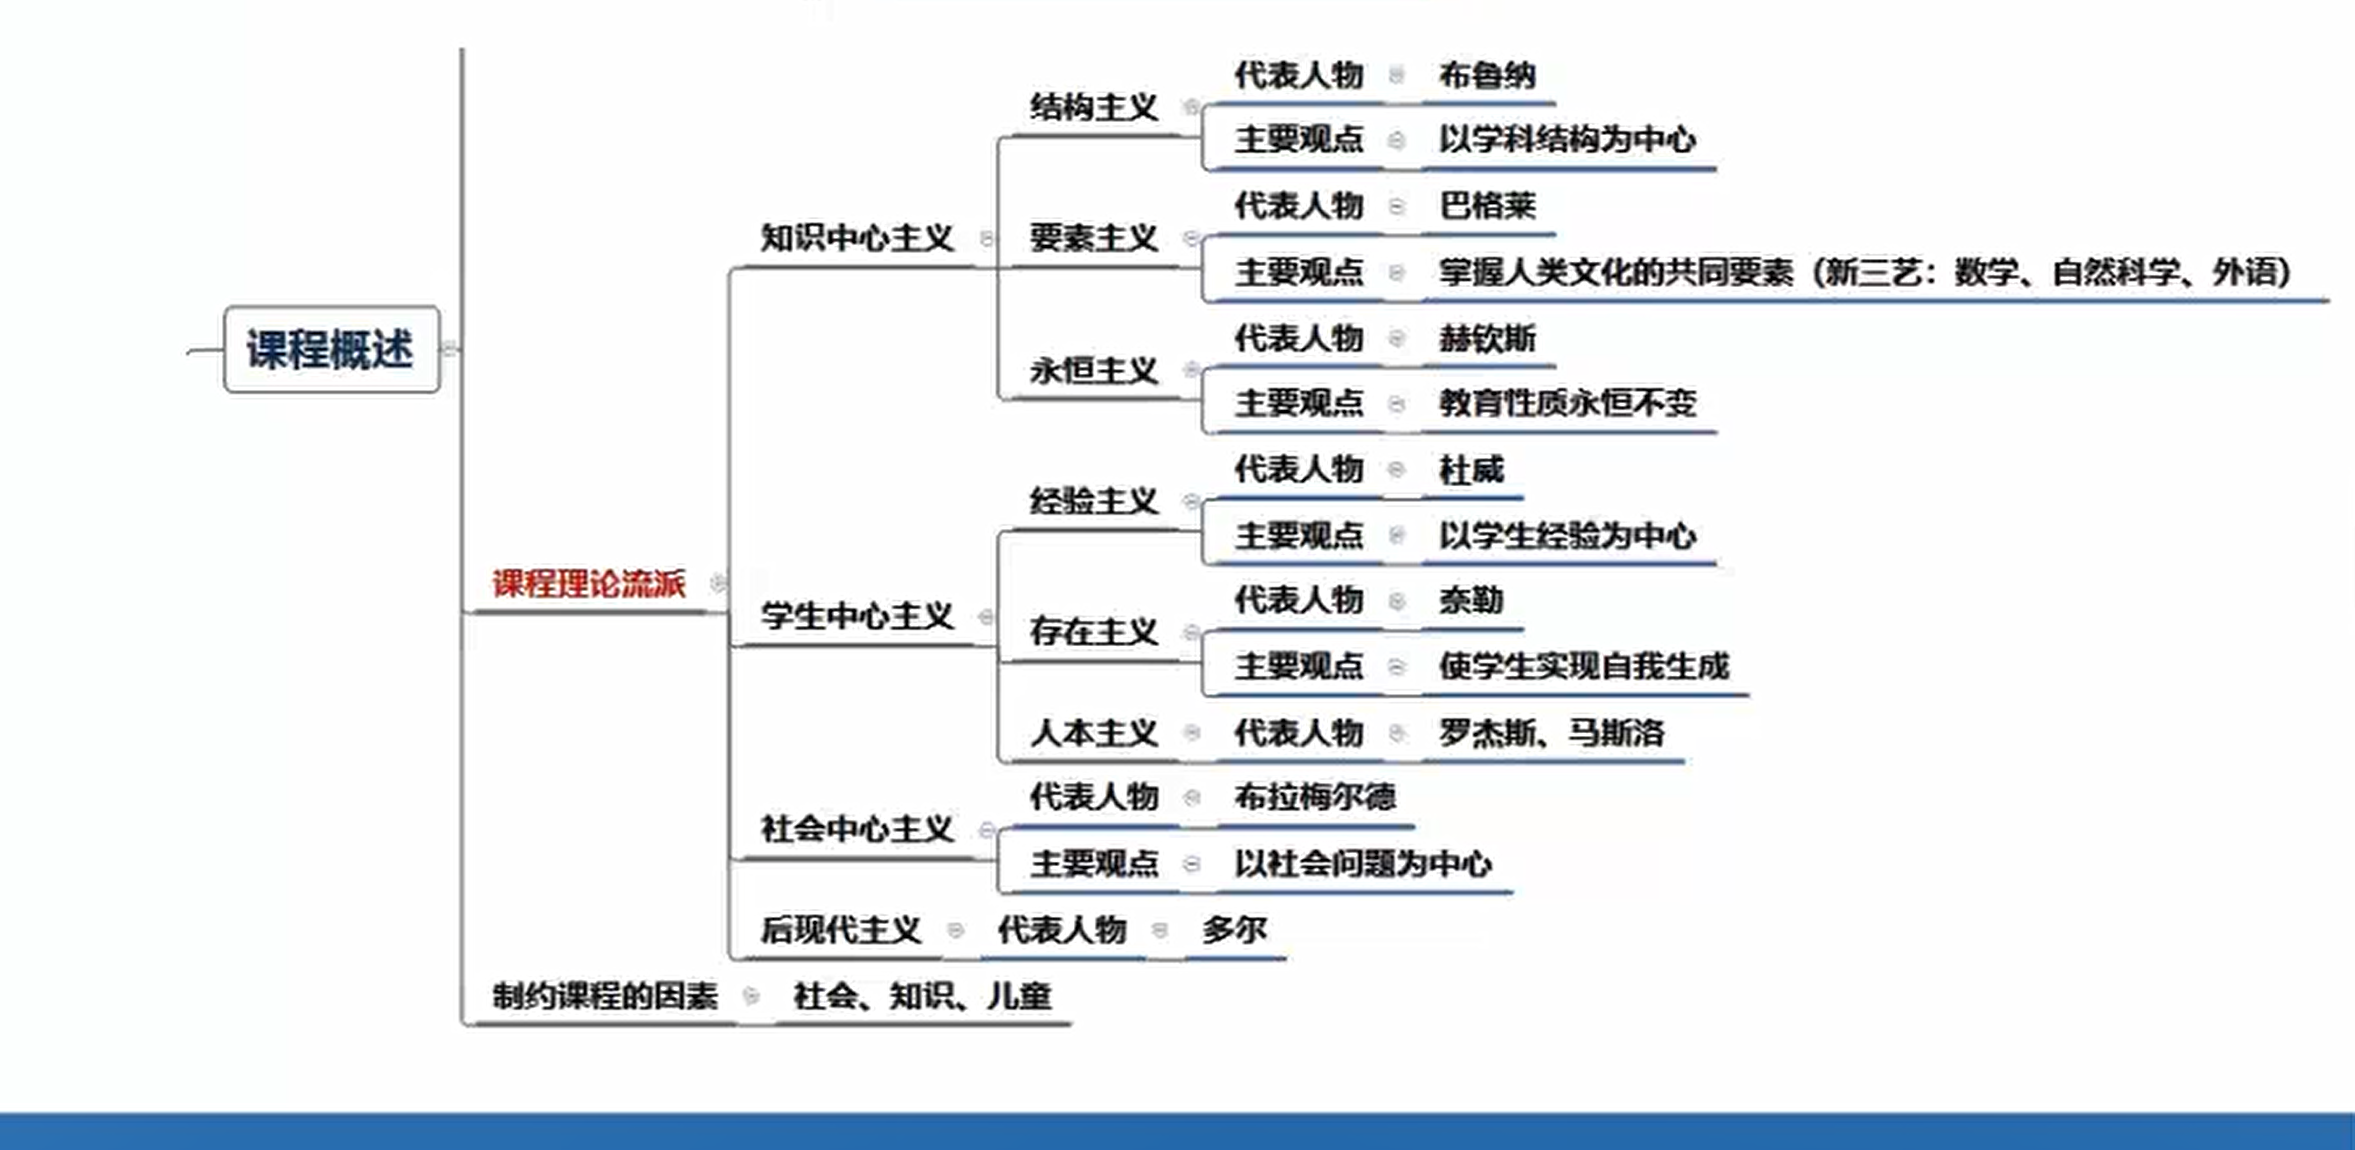 课程概述
课程理论流派
知识中心主义
结构主义
代表人物 布鲁纳
主要观点 以学科结构为中心
要素主义
代表人物 巴格莱
主要观点 掌握人类文化的共同要素（新三艺：数学、自然科学、外语）
永恒主义
代表人物 赫钦斯
主要观点 教育性质永恒不变
学生中心主义
经验主义
代表人物 杜威
主要观点 以学生经验为中心
存在主义
代表人物 奈勒
主要观点 使学生实现自我生成
人本主义 代表人物 罗杰斯、马斯洛
社会中心主义
代表人物 布拉梅尔德
主要观点 以社会问题为中心
后现代主义 代表人物 多尔
制约课程的因素 社会、知识、儿童